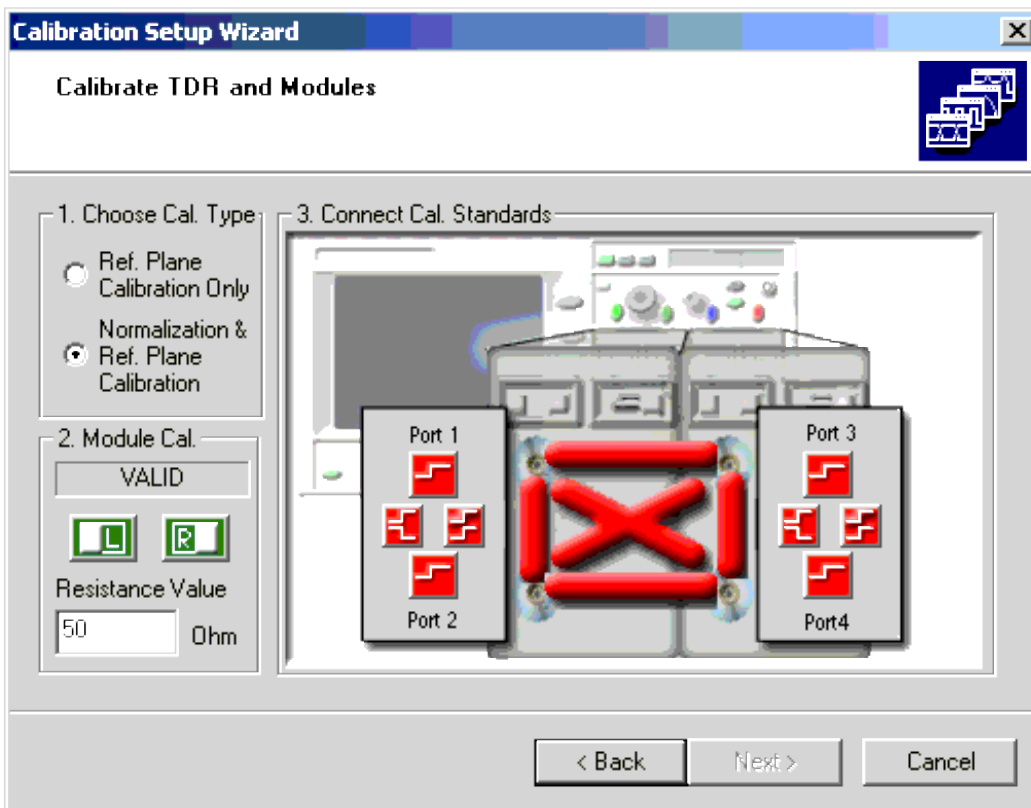 Calibration Setup Wizard
Calibrate TDR and Modules
1. Choose Cal. Type
Ref. Plane
Calibration Only
Normalization &
Ref. Plane
Calibration
2. Module Cal.
VALID
L
R
Resistance Value
50
Ohm
3. Connect Cal. Standards
Port 1
Port 2
Port 3
Port4
< Back
Next >
Cancel